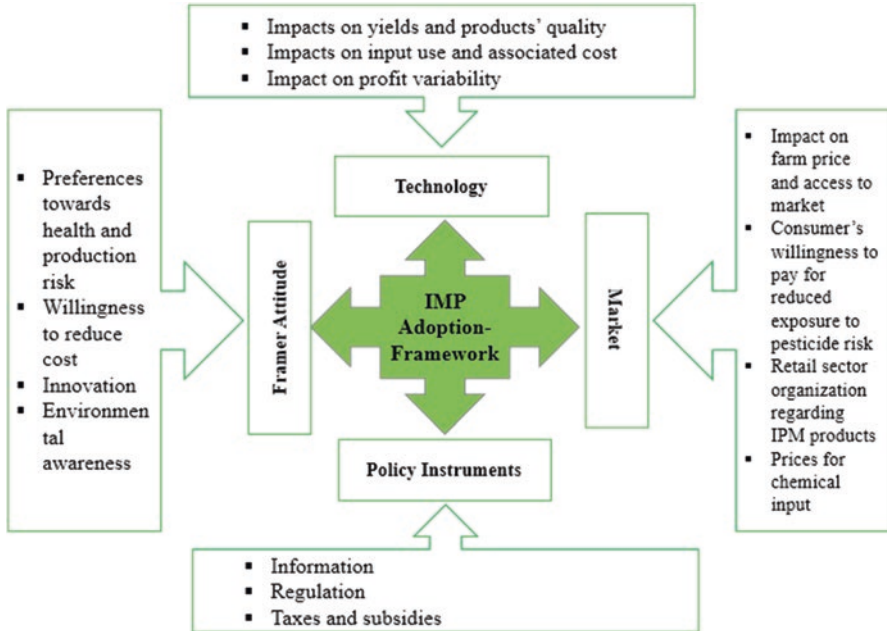 ▪ Impacts on yields and products’ quality
▪ Impacts on input use and associated cost
▪ Impact on profit variability
Technology
▪ Preferences
towards
health and
production
risk
▪ Willingness
to reduce
cost
▪ Innovation
▪ Environmen
tal
awareness
Framer Attitude
IMP
Adoption-
Framework
Market
▪ Impact on
farm price
and access to
market
▪ Consumer’s
willingness to
pay for
reduced
exposure to
pesticide risk
▪ Retail sector
organization
regarding
IPM products
▪ Prices for
chemical
input
Policy Instruments
▪ Information
▪ Regulation
▪ Taxes and subsidies